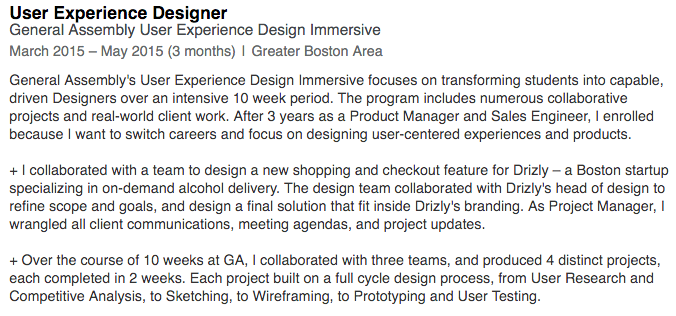 User Experience Designer
General Assembly User Experience Design Immersive
March 2015 – May 2015 (3 months) | Greater Boston Area
General Assembly's User Experience Design Immersive focuses on transforming students into capable,
driven Designers over an intensive 10 week period. The program includes numerous collaborative
projects and real-world client work. After 3 years as a Product Manager and Sales Engineer, I enrolled
because I want to switch careers and focus on designing user-centered experiences and products.
+ I collaborated with a team to design a new shopping and checkout feature for Drizly – a Boston startup
specializing in on-demand alcohol delivery. The design team collaborated with Drizly's head of design to
refine scope and goals, and design a final solution that fit inside Drizly's branding. As Project Manager, I
wrangled all client communications, meeting agendas, and project updates.
+ Over the course of 10 weeks at GA, I collaborated with three teams, and produced 4 distinct projects,
each completed in 2 weeks. Each project built on a full cycle design process, from User Research and
Competitive Analysis, to Sketching, to Wireframing, to Prototyping and User Testing.